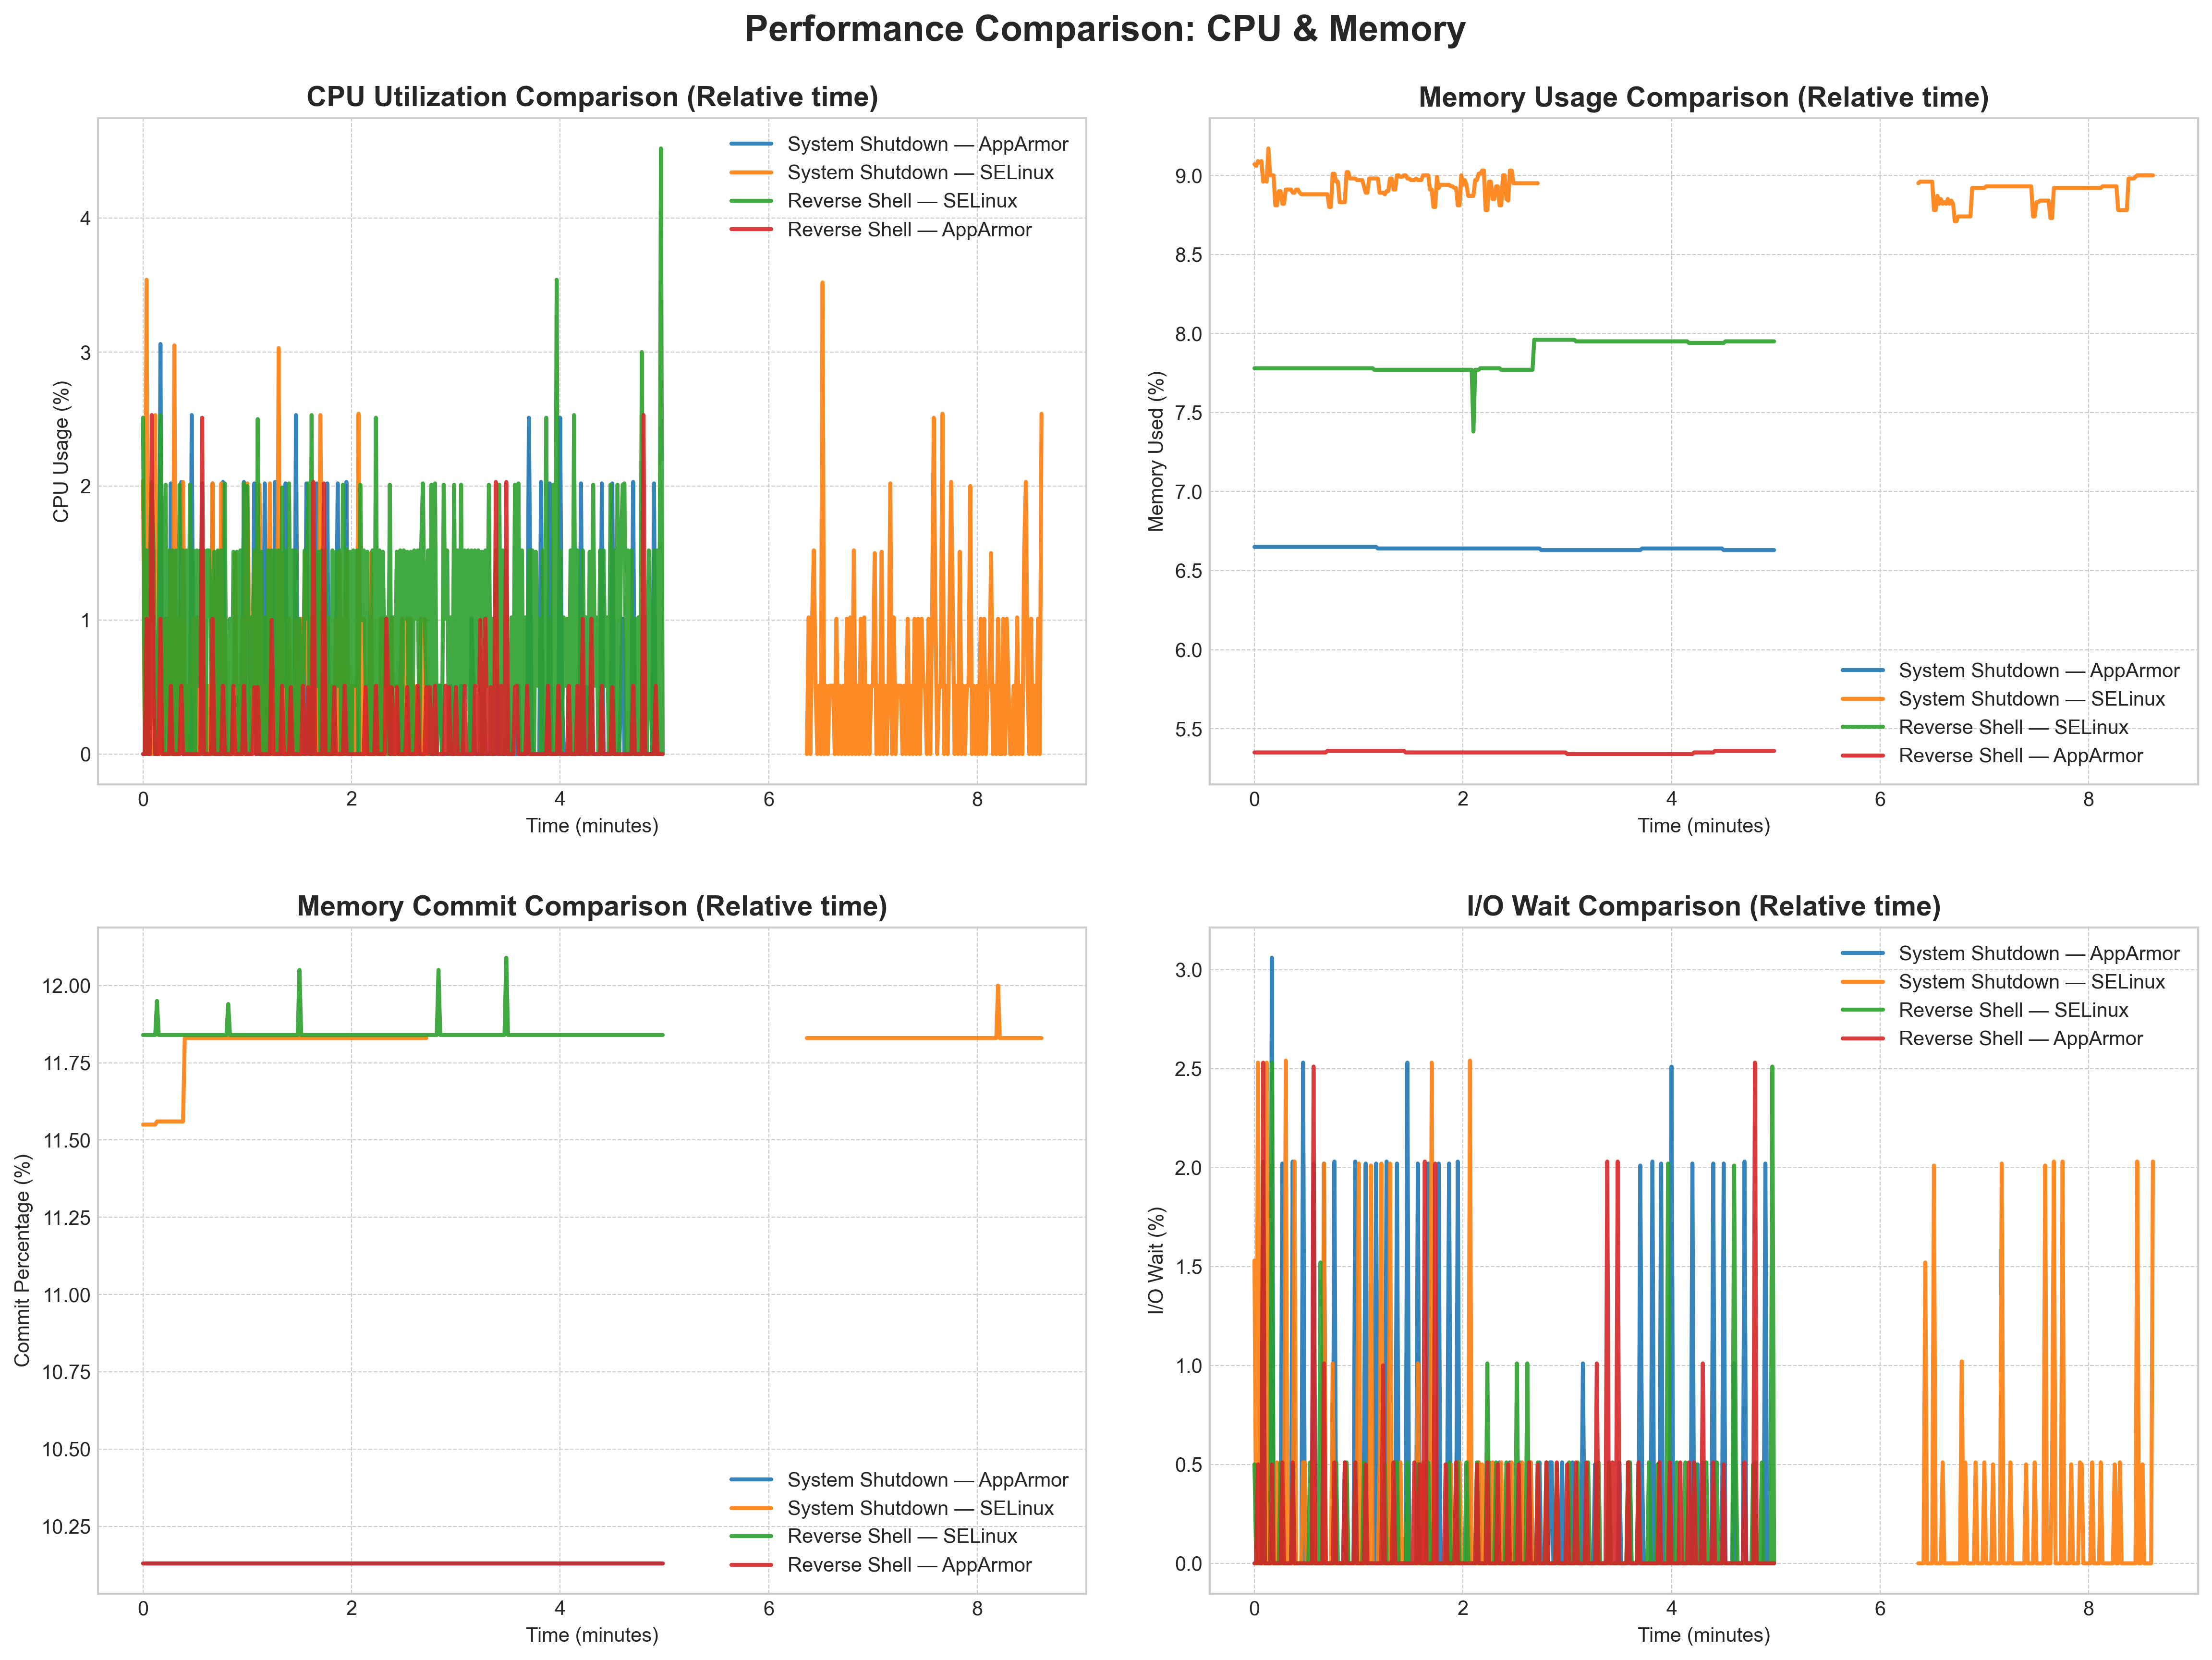 Performance Comparison: CPU & Memory
CPU Utilization Comparison (Relative time)
CPU Usage (%)
4
3
2
1
0
System Shutdown — AppArmor
System Shutdown — SELinux
Reverse Shell — SELinux
Reverse Shell — AppArmor
0 2 4 6 8
Time (minutes)
Memory Usage Comparison (Relative time)
Memory Used (%)
9.0
8.5
8.0
7.5
7.0
6.5
6.0
5.5
System Shutdown — AppArmor
System Shutdown — SELinux
Reverse Shell — SELinux
Reverse Shell — AppArmor
0 2 4 6 8
Time (minutes)
Memory Commit Comparison (Relative time)
Commit Percentage (%)
12.00
11.75
11.50
11.25
11.00
10.75
10.50
10.25
System Shutdown — AppArmor
System Shutdown — SELinux
Reverse Shell — SELinux
Reverse Shell — AppArmor
0 2 4 6 8
Time (minutes)
I/O Wait Comparison (Relative time)
I/O Wait (%)
3.0
2.5
2.0
1.5
1.0
0.5
0.0
System Shutdown — AppArmor
System Shutdown — SELinux
Reverse Shell — SELinux
Reverse Shell — AppArmor
0 2 4 6 8
Time (minutes)